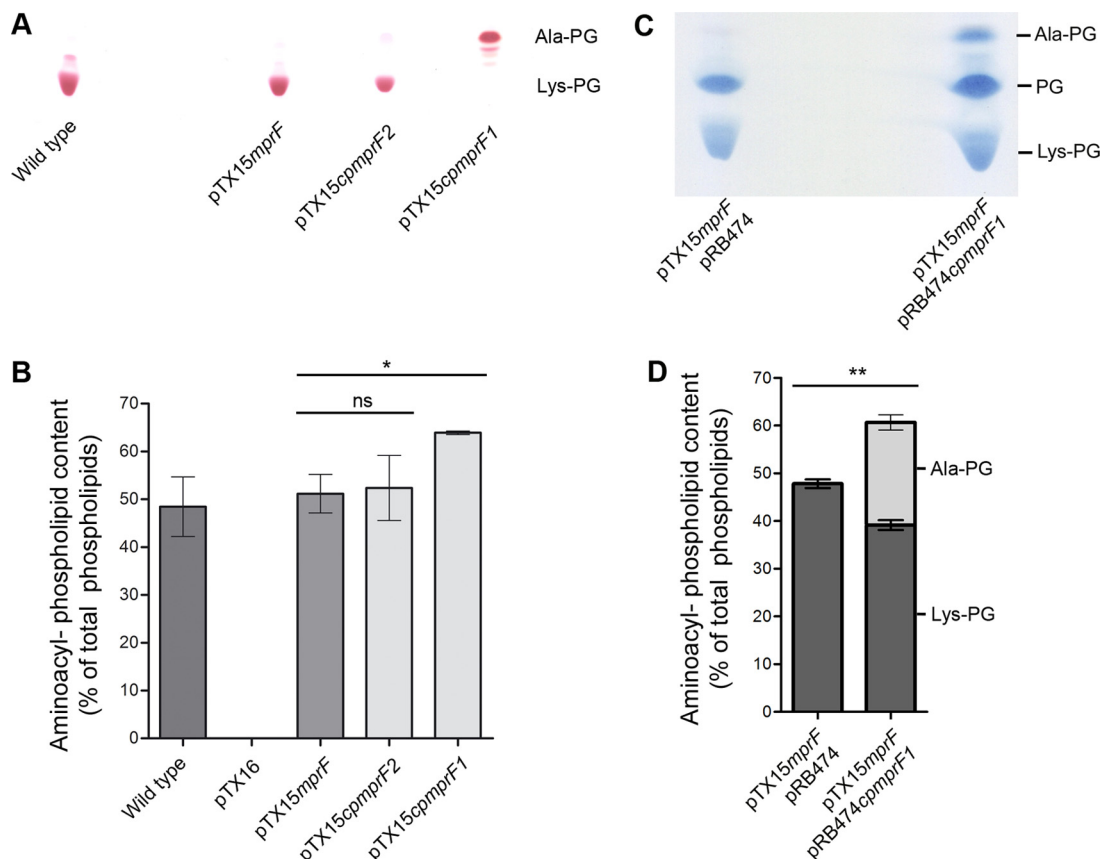 A
Ala-PG
Lys-PG
Wild type
pTX15mprF
pTX15cpmprF2
pTX15cpmprF1
C
Ala-PG
PG
Lys-PG
pTX15mprF
pRB474
pTX15mprF
pRB474cpmprF1
B
Aminoacyl- phospholipid content
(% of total phospholipids)
70
60
50
40
30
20
10
0
*
ns
Wild type
pTX16
pTX15mprF
pTX15cpmprF2
pTX15cpmprF1
D
Aminoacyl- phospholipid content
(% of total phospholipids)
70
60
50
40
30
20
10
0
**
Ala-PG
Lys-PG
pTX15mprF
pRB474
pTX15mprF
pRB474cpmprF1